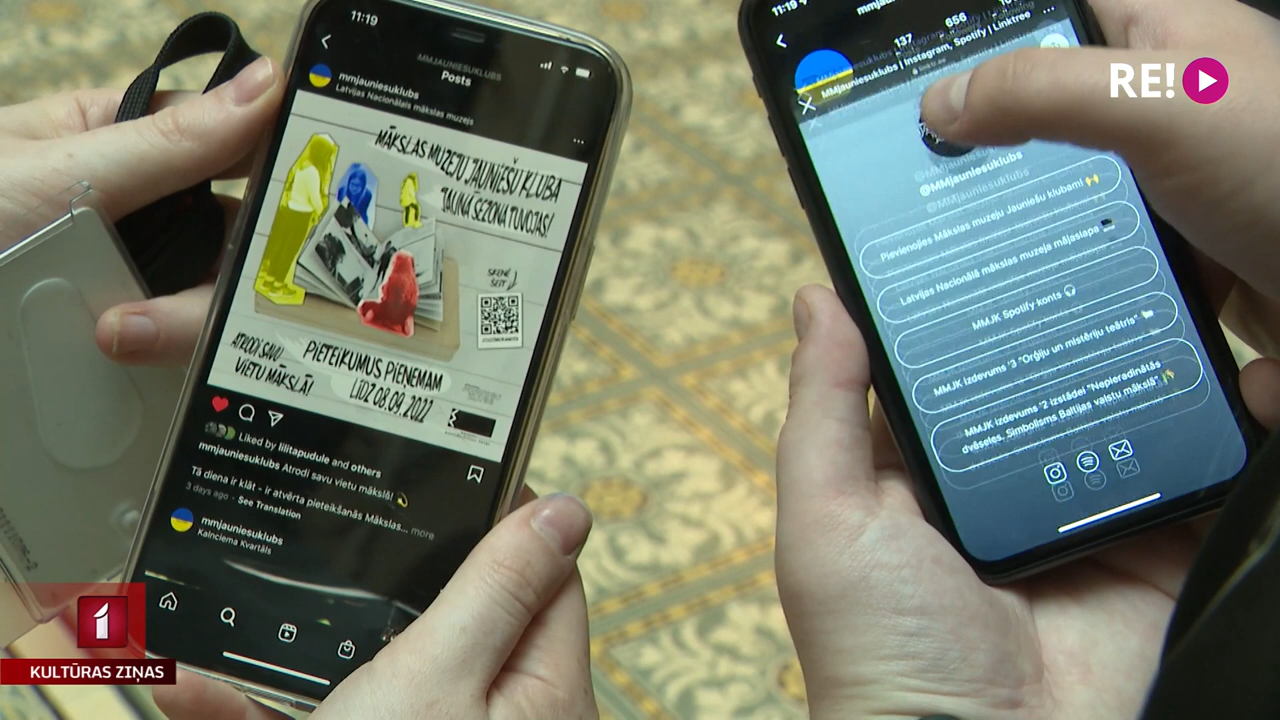 11:19
MMJAUNIESUKLUBS
Posts
mmjauniesuklubs
Latvijas Nacionālais mākslas muzejs
MĀKSLAS MUZEJU JAUNIEŠU KLUBA
JAUNĀ SEZONA TUVOJAS!
SKENĒ
ŠEIT
ATRODI SAVU
VIETU MĀKSLĀ!
PIETEIKUMUS PIEŅEMAM
LĪDZ 08.09.2022
Liked by lilitapudule and others
mmjauniesuklubs Atrodi savu vietu mākslā!
Tā diena ir klāt - ir atvērta pieteikšanās Mākslas... more
3 days ago · See Translation
mmjauniesuklubs
Kalnciema Kvartāls
11:19
137
656
MMjauniesuklubs | Instagram, Spotify | Linktree
@MMjauniesuklubs
Pievienojies Mākslas muzeju Jauniešu klubam! 🙌
Latvijas Nacionālā mākslas muzeja mājaslapa
MMJK Spotify konts 🎧
MMJK izdevums '3 "Orģiju un mistēriju teātris"
MMJK izdevums '2 izstādei "Nepieradinātās
dvēseles. Simbolisms Baltijas valstu mākslā"
RE!
1
KULTŪRAS ZIŅAS